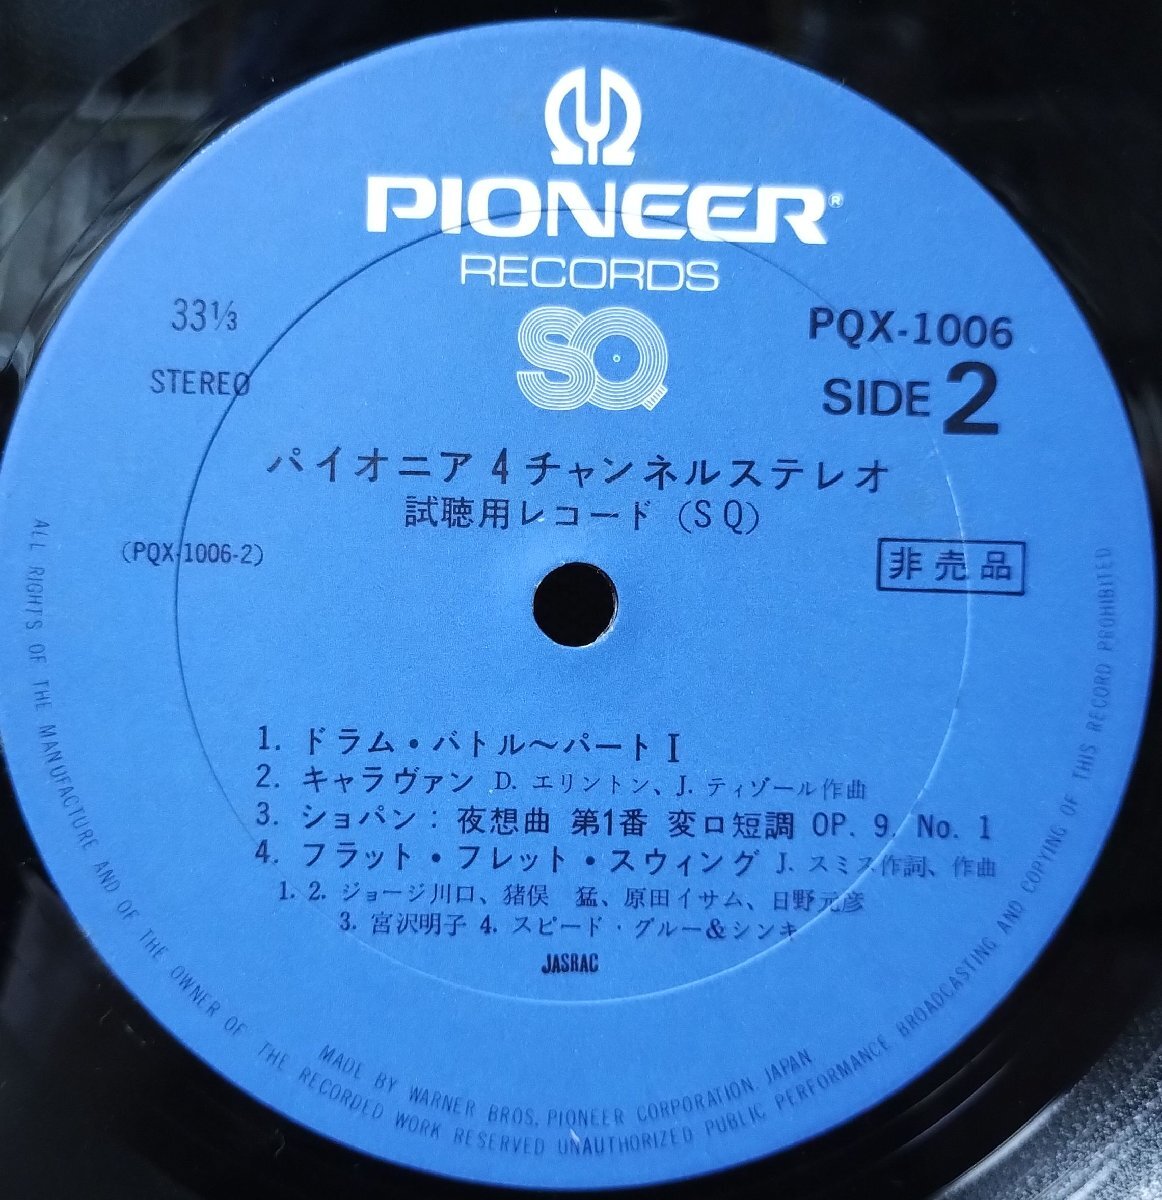 PIONEER®
RECORDS
SQ
33⅓
STEREO
PQX-1006
SIDE 2
パイオニア4チャンネルステレオ
試聴用レコード(SQ)
(PQX-1006-2)
非売品
1. ドラム・バトル〜パートI
2. キャラヴァン D. エリントン、J. ティゾール作曲
3. ショパン: 夜想曲 第1番 変ロ短調 OP. 9. No. 1
4. フラット・フレット・スウィング J. スミス作詞、作曲
1. 2. ジョージ川口、猪俣 猛、原田イサム、日野元彦
3. 宮沢明子 4. スピード・グルー&シンキ
JASRAC
MADE BY WARNER BROS. PIONEER CORPORATION, JAPAN
ALL RIGHTS OF THE MANUFACTURE AND OF THE OWNER OF THE RECORDED WORK RESERVED UNAUTHORIZED PUBLIC PERFORMANCE BROADCASTING AND COPYING OF THIS RECORD PROHIBITED